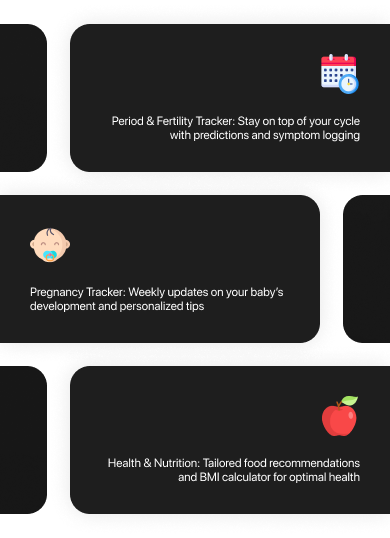 Period & Fertility Tracker: Stay on top of your cycle
with predictions and symptom logging
Pregnancy Tracker: Weekly updates on your baby's
development and personalized tips
Health & Nutrition: Tailored food recommendations
and BMI calculator for optimal health